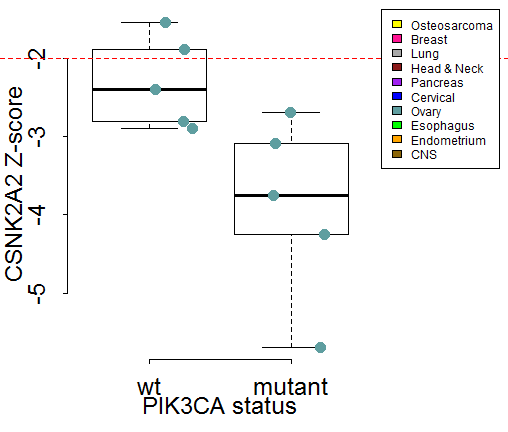 CSNK2A2 Z-score
-2
-3
-4
-5
wt
mutant
PIK3CA status
Osteosarcoma
Breast
Lung
Head & Neck
Pancreas
Cervical
Ovary
Esophagus
Endometrium
CNS